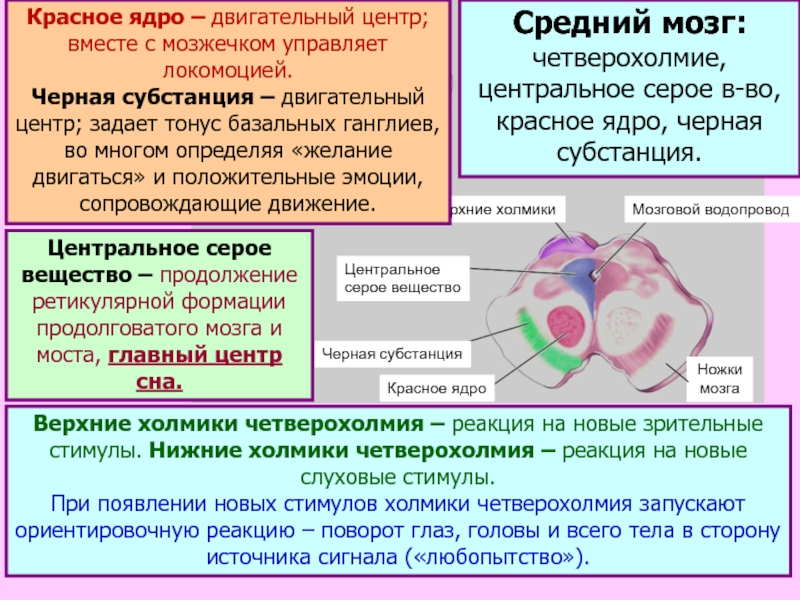 Красное ядро – двигательный центр;
вместе с мозжечком управляет
локомоцией.
Черная субстанция – двигательный
центр; задает тонус базальных ганглиев,
во многом определяя «желание
двигаться» и положительные эмоции,
сопровождающие движение.
Средний мозг:
четверохолмие,
центральное серое в-во,
красное ядро, черная
субстанция.
холмики
Мозговой водопровод
Центральное
серое вещество
Черная субстанция
Красное ядро
Ножки
мозга
Центральное серое
вещество – продолжение
ретикулярной формации
продолговатого мозга и
моста, главный центр
сна.
Верхние холмики четверохолмия – реакция на новые зрительные
стимулы. Нижние холмики четверохолмия – реакция на новые
слуховые стимулы.
При появлении новых стимулов холмики четверохолмия запускают
ориентировочную реакцию – поворот глаз, головы и всего тела в сторону
источника сигнала («любопытство»).